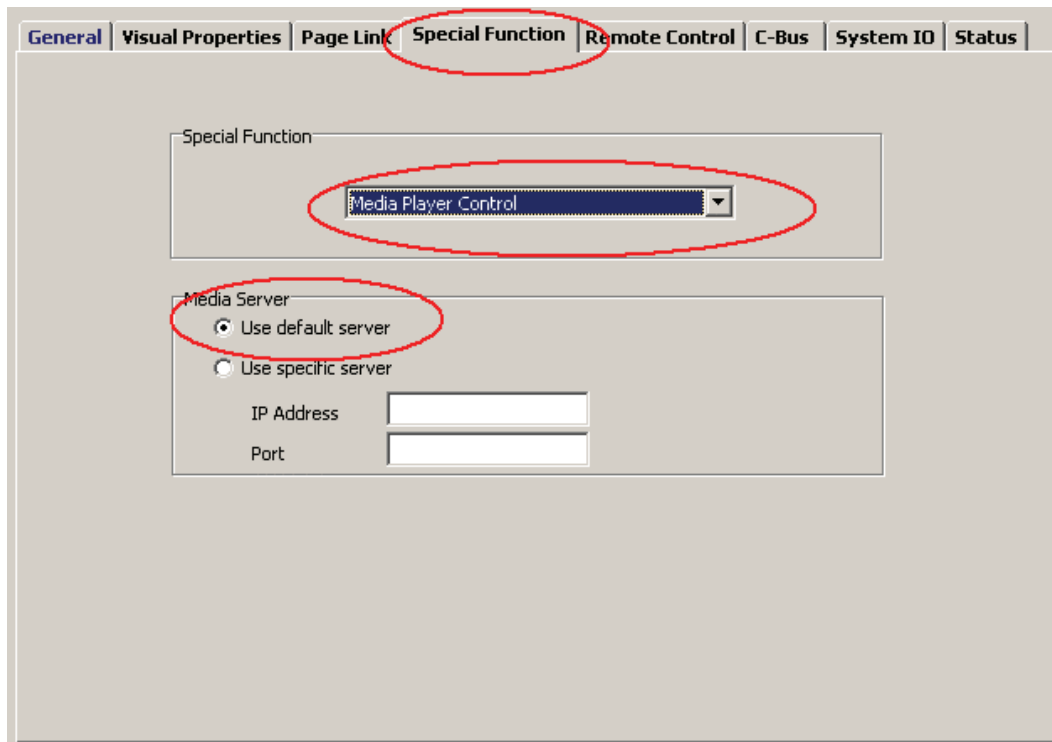 General Visual Properties Page Link Special Function Remote Control C-Bus System IO Status
Special Function
Media Player Control
Media Server
Use default server
Use specific server
IP Address
Port